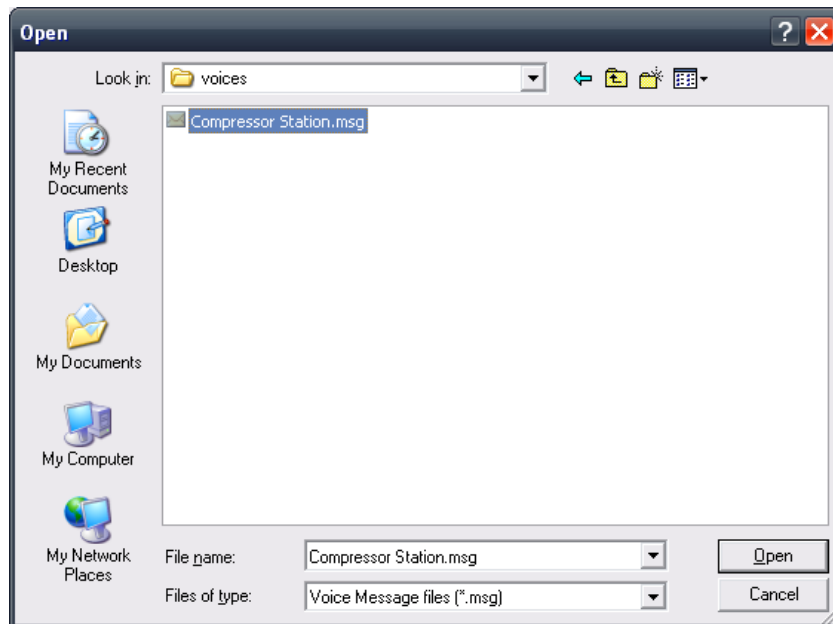 Open
Look in:
voices
Compressor Station.msg
My Recent
Documents
Desktop
My Documents
My Computer
My Network
Places
File name:
Compressor Station.msg
Open
Files of type:
Voice Message files (*.msg)
Cancel